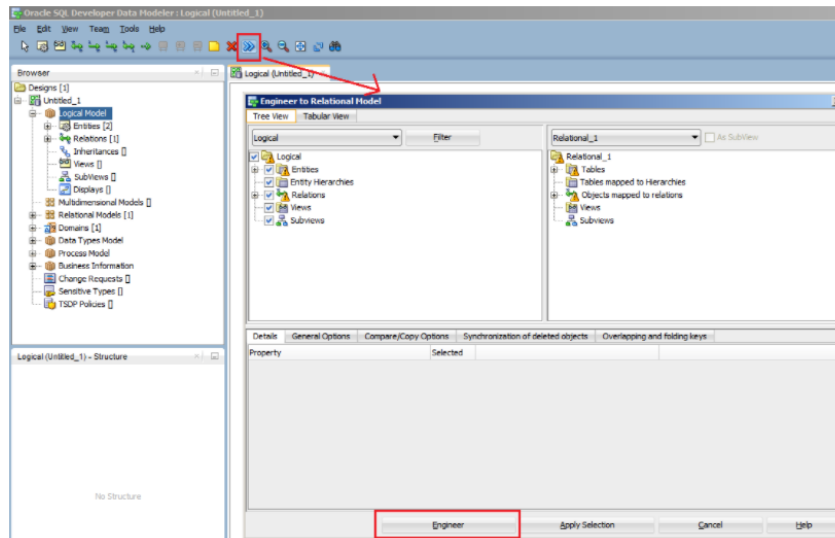 Oracle SQL Developer Data Modeler : Logical (Untitled_1)
File Edit View Team Tools Help
Browser
Designs [1]
Untitled_1
Logical Model
Entities [2]
Relations [1]
Inheritances []
Views []
SubViews []
Displays []
Multidimensional Models []
Relational Models [1]
Domains [1]
Data Types Model
Process Model
Business Information
Change Requests []
Sensitive Types []
TSDP Policies []
Logical (Untitled_1) - Structure
No Structure
Logical (Untitled_1)
Engineer to Relational Model
Tree View Tabular View
Logical Filter
Logical
Entities
Entity Hierarchies
Relations
Views
Subviews
Relational_1 As SubView
Relational_1
Tables
Tables mapped to Hierarchies
Objects mapped to relations
Views
Subviews
Details General Options Compare/Copy Options Synchronization of deleted objects Overlapping and folding keys
Property Selected
Engineer Apply Selection Cancel Help